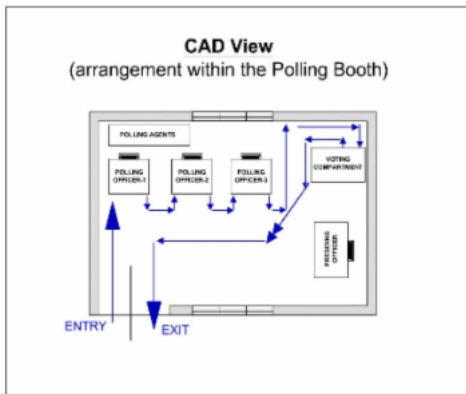 CAD View
(arrangement within the Polling Booth)
POLLING AGENTS
POLLING
OFFICER-1
POLLING
OFFICER-2
POLLING
OFFICER-3
VOTING
COMPARTMENT
PRESIDING
OFFICER
ENTRY
EXIT